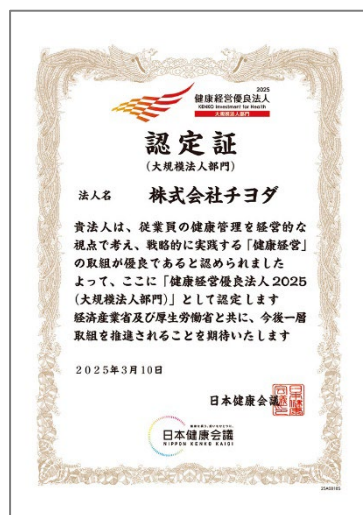 2025
健康経営優良法人
KENKO Investment for Health
大規模法人部門
認定証
(大規模法人部門)
法人名 株式会社チヨダ
貴法人は、従業員の健康管理を経営的な
視点で考え、戦略的に実践する「健康経営」
の取組が優良であると認められました
よって、ここに「健康経営優良法人2025
(大規模法人部門)」として認定します
経済産業省及び厚生労働省と共に、今後一層
取組を推進されることを期待いたします
2025年3月10日
日本健康会議
日本健康会議
NIPPON KENKO KAIGI